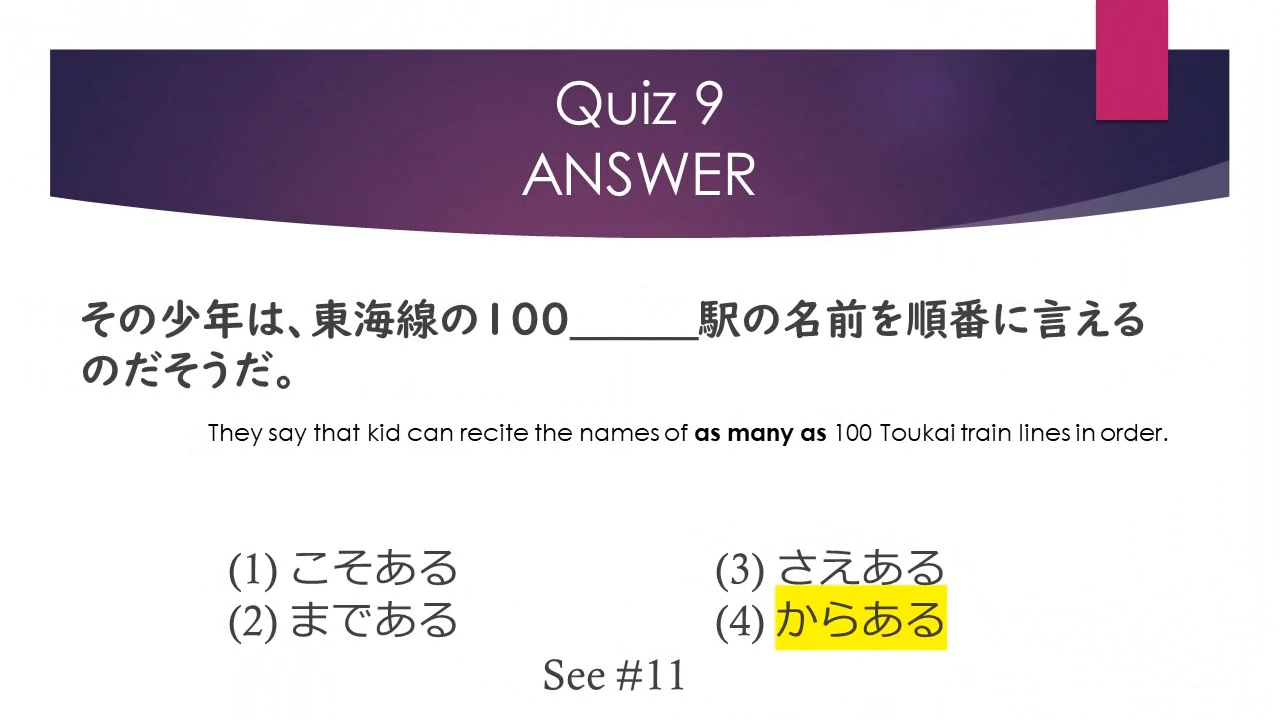 Quiz 9
ANSWER
その少年は、東海線の100______駅の名前を順番に言える
のだそうだ。
They say that kid can recite the names of as many as 100 Toukai train lines in order.
(1) こそある
(2) まである
(3) さえある
(4) からある
See #11